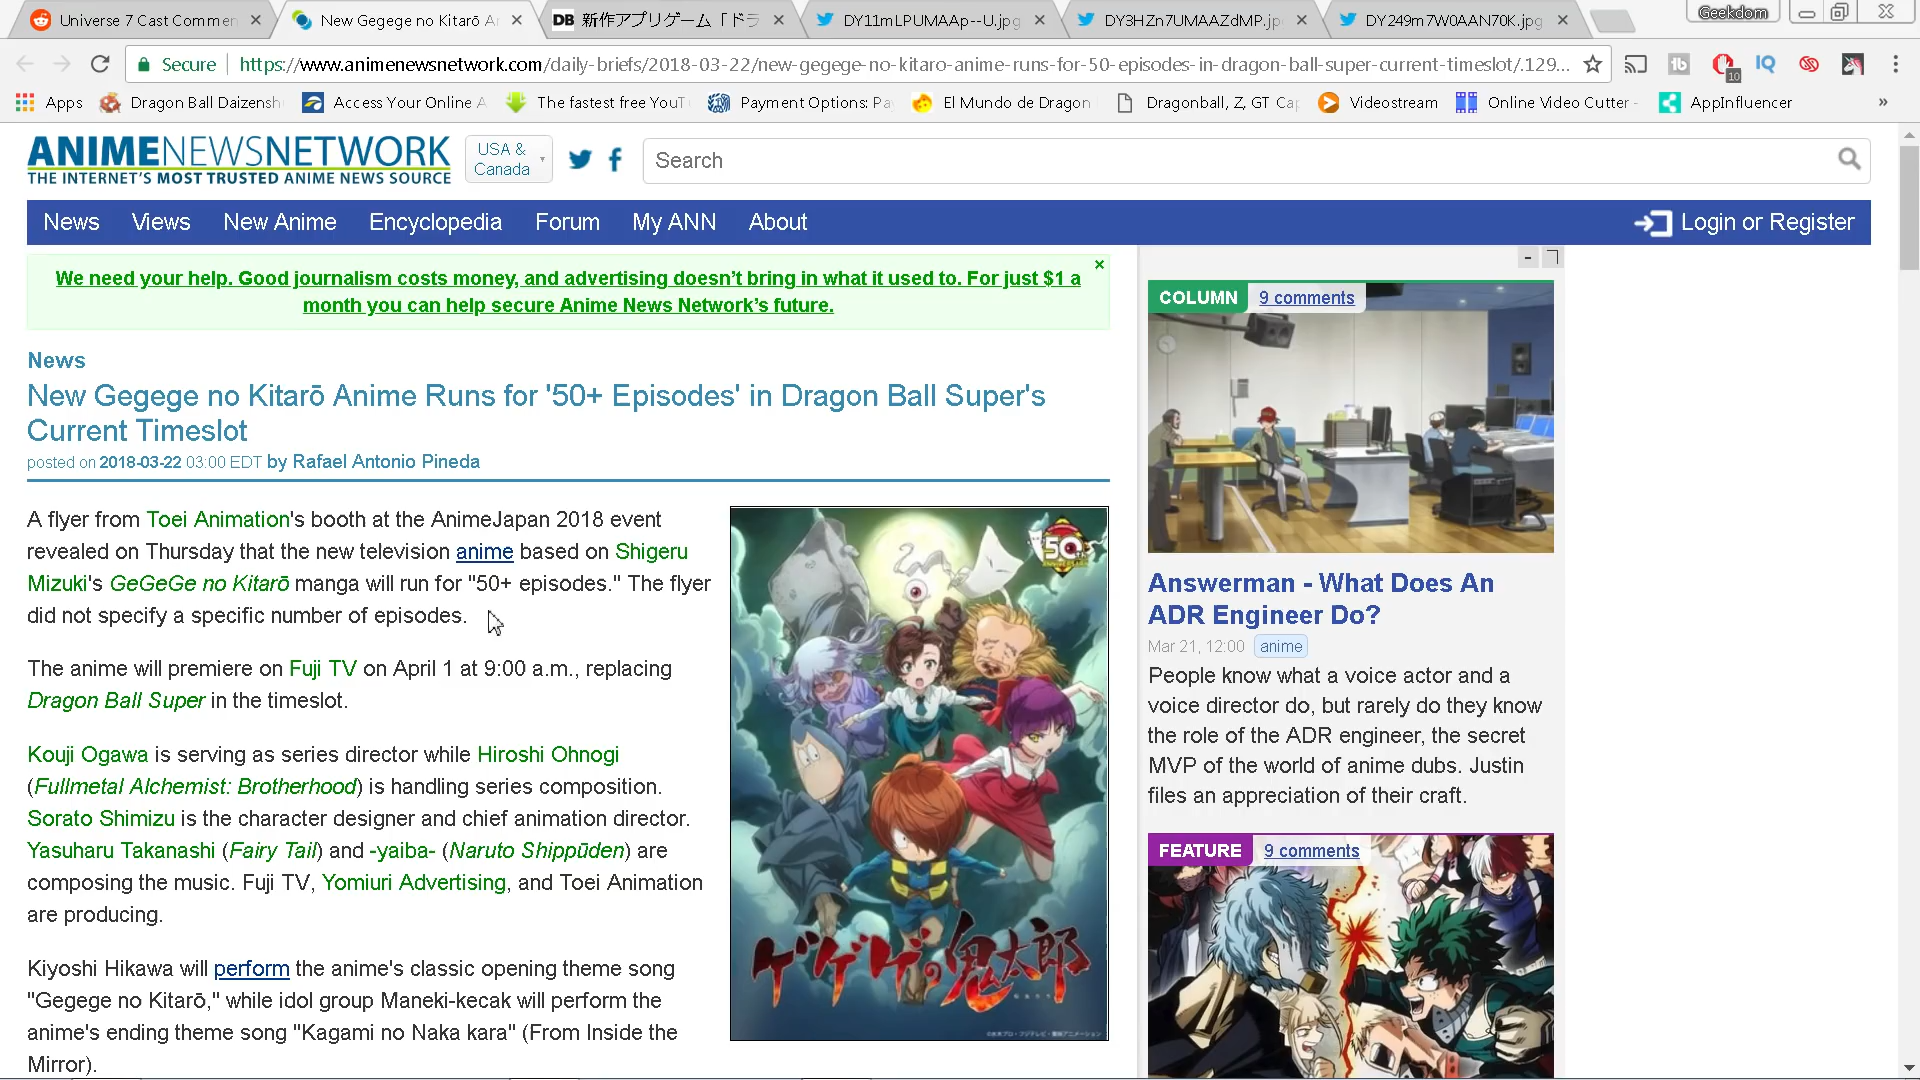 Universe 7 Cast Commen
New Gegege no Kitarō A
DB 新作アプリゲーム「ドラ
DY11mLPUMAAp--U.jpg
DY3HZn7UMAAZdMP.jp
DY249m7W0AAN70K.jpg
Geekdom
Secure
https://www.animenewsnetwork.com/daily-briefs/2018-03-22/new-gegege-no-kitaro-anime-runs-for-50-episodes-in-dragon-ball-super-current-timeslot/.129...
10
IQ
Apps
Dragon Ball Daizensh
Access Your Online A
The fastest free YouT
Payment Options: Pa
El Mundo de Dragon
Dragonball, Z, GT Ca
Videostream
Online Video Cutter -
AppInfluencer
»
ANIMENEWSNETWORK
THE INTERNET'S MOST TRUSTED ANIME NEWS SOURCE
USA &
Canada
Search
News
Views
New Anime
Encyclopedia
Forum
My ANN
About
Login or Register
We need your help. Good journalism costs money, and advertising doesn't bring in what it used to. For just $1 a
month you can help secure Anime News Network's future.
News
New Gegege no Kitarō Anime Runs for '50+ Episodes' in Dragon Ball Super's
Current Timeslot
posted on 2018-03-22 03:00 EDT by Rafael Antonio Pineda
A flyer from Toei Animation's booth at the AnimeJapan 2018 event
revealed on Thursday that the new television anime based on Shigeru
Mizuki's GeGeGe no Kitarō manga will run for "50+ episodes." The flyer
did not specify a specific number of episodes.
The anime will premiere on Fuji TV on April 1 at 9:00 a.m., replacing
Dragon Ball Super in the timeslot.
Kouji Ogawa is serving as series director while Hiroshi Ohnogi
(Fullmetal Alchemist: Brotherhood) is handling series composition.
Sorato Shimizu is the character designer and chief animation director.
Yasuharu Takanashi (Fairy Tail) and -yaiba- (Naruto Shippūden) are
composing the music. Fuji TV, Yomiuri Advertising, and Toei Animation
are producing.
Kiyoshi Hikawa will perform the anime's classic opening theme song
"Gegege no Kitarō," while idol group Maneki-kecak will perform the
anime's ending theme song "Kagami no Naka kara" (From Inside the
Mirror).
50
ゲゲゲの鬼太郎
COLUMN
9 comments
Answerman - What Does An
ADR Engineer Do?
Mar 21, 12:00 anime
People know what a voice actor and a
voice director do, but rarely do they know
the role of the ADR engineer, the secret
MVP of the world of anime dubs. Justin
files an appreciation of their craft.
FEATURE
9 comments